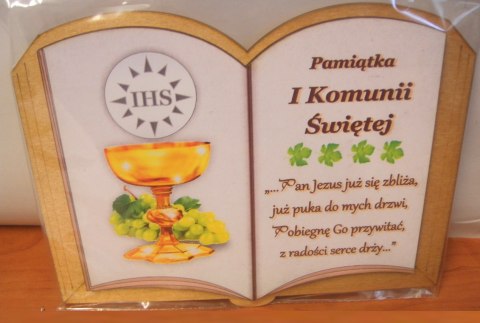 IHS
Pamiątka
I Komunii
Świętej
„...Pan Jezus już się zbliża,
już puka do mych drzwi,
Pobiegnę Go przywitać,
z radości serce drży...”